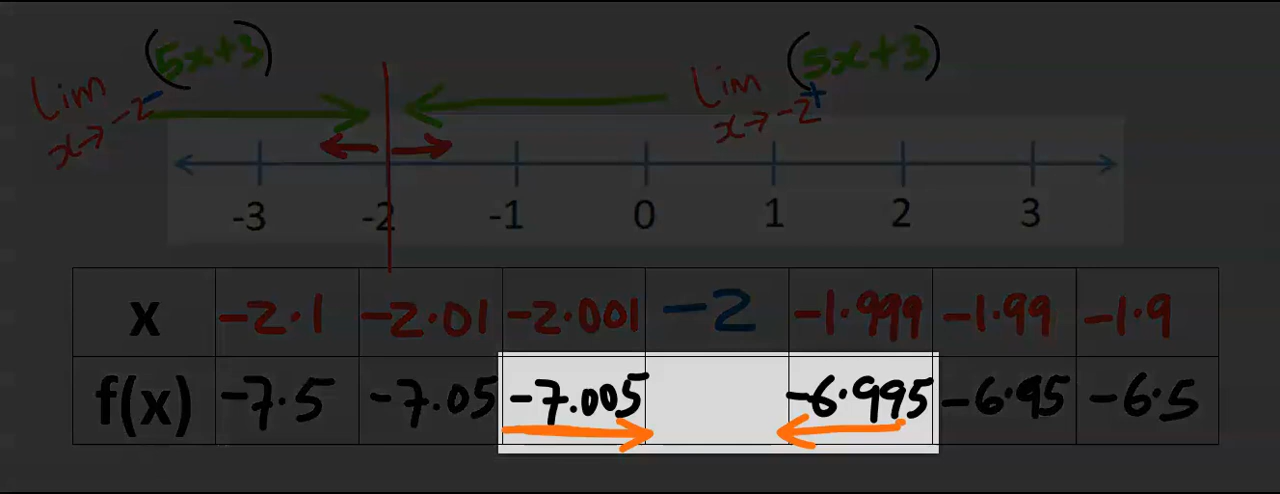 (5x+3) (5x+3)
Lim x→-2⁻ Lim x→-2⁺
-3 -2 -1 0 1 2 3
x -2.1 -2.01 -2.001 -2 -1.999 -1.99 -1.9
f(x) -7.5 -7.05 -7.005 -6.995 -6.95 -6.5